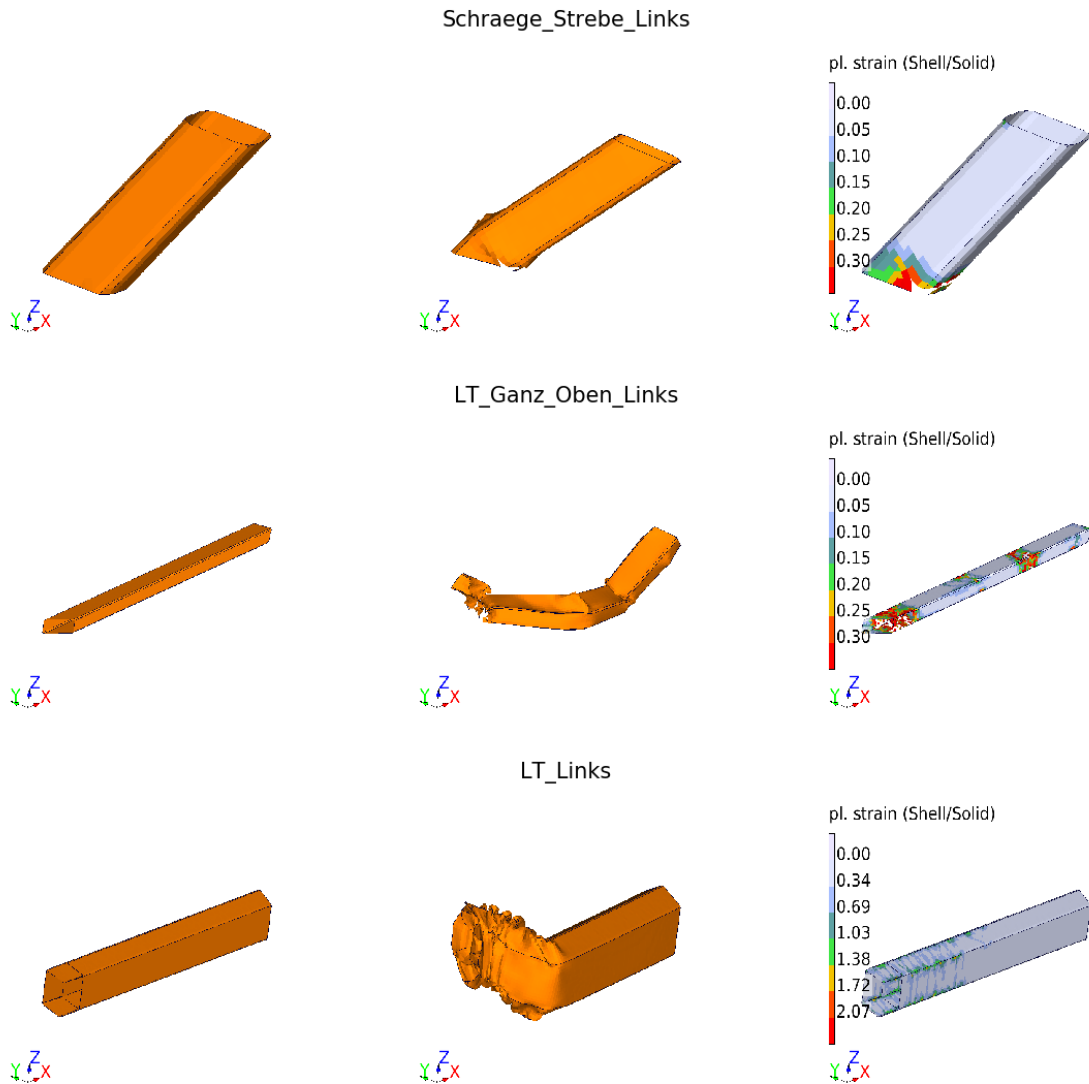 Schraege_Strebe_Links
pl. strain (Shell/Solid)
0.00
0.05
0.10
0.15
0.20
0.25
0.30
Z
Y X
Z
Y X
Z
Y X
LT_Ganz_Oben_Links
pl. strain (Shell/Solid)
0.00
0.05
0.10
0.15
0.20
0.25
0.30
Z
Y X
Z
Y X
Z
Y X
LT_Links
pl. strain (Shell/Solid)
0.00
0.34
0.69
1.03
1.38
1.72
2.07
Z
Y X
Z
Y X
Z
Y X